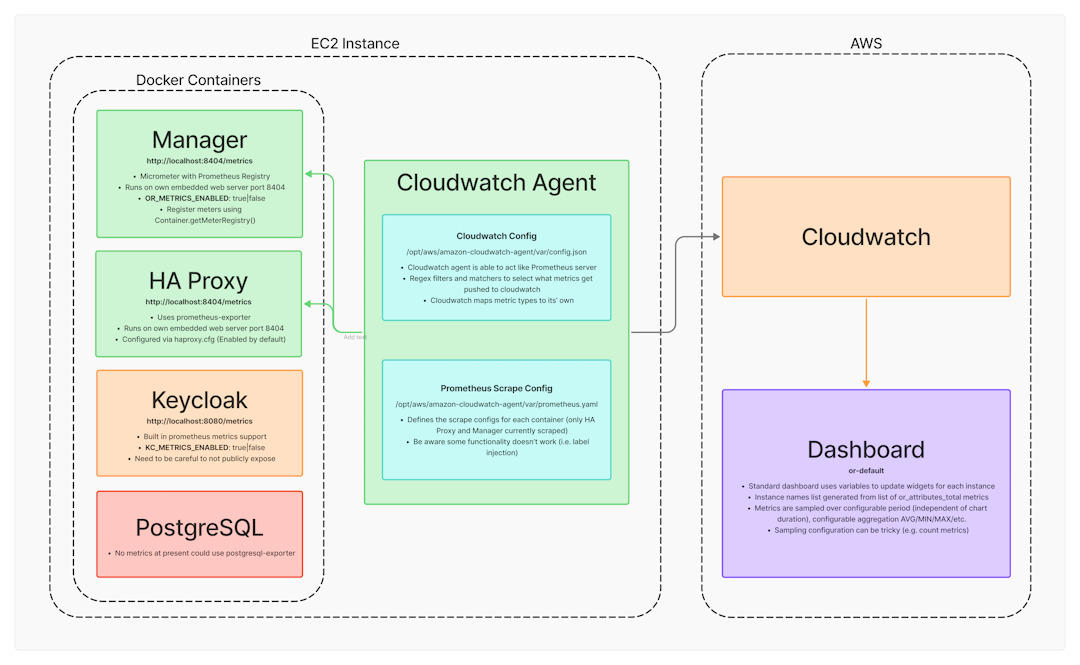 EC2 Instance
AWS
Docker Containers
Manager
http://localhost:8404/metrics
• Micrometer with Prometheus Registry
• Runs on own embedded web server port 8404
• OR_METRICS_ENABLED: true|false
• Register meters using
Container.getMeterRegistry()
HA Proxy
http://localhost:8404/metrics
• Uses prometheus-exporter
• Runs on own embedded web server port 8404
• Configured via haproxy.cfg (Enabled by default)
Keycloak
http://localhost:8080/metrics
• Built in prometheus metrics support
• KC_METRICS_ENABLED: true|false
• Need to be careful to not publicly expose
PostgreSQL
• No metrics at present could use postgresql-exporter
Add text
Cloudwatch Agent
Cloudwatch Config
/opt/aws/amazon-cloudwatch-agent/var/config.json
• Cloudwatch agent is able to act like Prometheus server
• Regex filters and matchers to select what metrics get
pushed to cloudwatch
• Cloudwatch maps metric types to its' own
Prometheus Scrape Config
/opt/aws/amazon-cloudwatch-agent/var/prometheus.yaml
• Defines the scrape configs for each container (only HA
Proxy and Manager currently scraped)
• Be aware some functionality doesn't work (i.e. label
injection)
Cloudwatch
Dashboard
or-default
• Standard dashboard uses variables to update widgets for each instance
• Instance names list generated from list of or_attributes_total metrics
• Metrics are sampled over configurable period (independent of chart
duration), configurable aggregation AVG/MIN/MAX/etc.
• Sampling configuration can be tricky (e.g. count metrics)